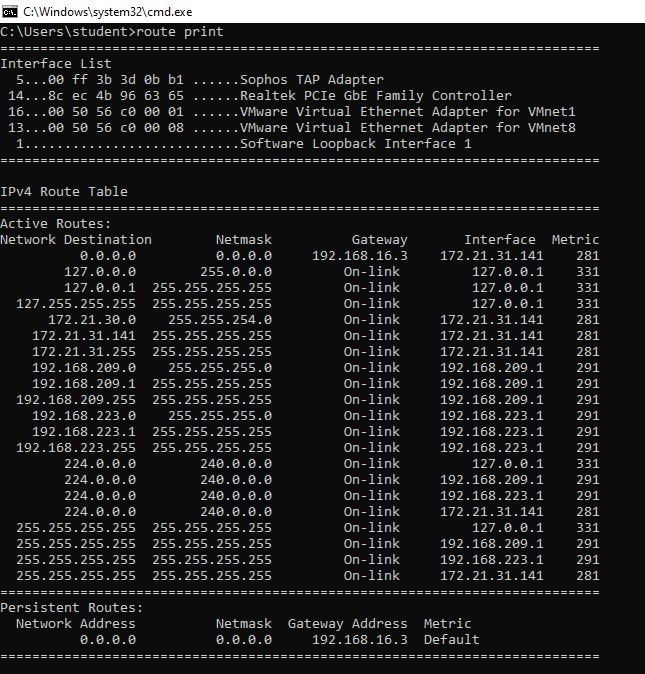 C:\Windows\system32\cmd.exe
C:\Users\student>route print
===========================================================================
Interface List
  5...00 ff 3b 3d 0b b1 ......Sophos TAP Adapter
 14...8c ec 4b 96 63 65 ......Realtek PCIe GbE Family Controller
 16...00 50 56 c0 00 01 ......VMware Virtual Ethernet Adapter for VMnet1
 13...00 50 56 c0 00 08 ......VMware Virtual Ethernet Adapter for VMnet8
  1...........................Software Loopback Interface 1
===========================================================================

IPv4 Route Table
===========================================================================
Active Routes:
Network Destination        Netmask          Gateway       Interface  Metric
          0.0.0.0          0.0.0.0     192.168.16.3    172.21.31.141    281
        127.0.0.0        255.0.0.0         On-link         127.0.0.1    331
        127.0.0.1  255.255.255.255         On-link         127.0.0.1    331
  127.255.255.255  255.255.255.255         On-link         127.0.0.1    331
      172.21.30.0    255.255.254.0         On-link     172.21.31.141    281
    172.21.31.141  255.255.255.255         On-link     172.21.31.141    281
    172.21.31.255  255.255.255.255         On-link     172.21.31.141    281
    192.168.209.0    255.255.255.0         On-link     192.168.209.1    291
    192.168.209.1  255.255.255.255         On-link     192.168.209.1    291
  192.168.209.255  255.255.255.255         On-link     192.168.209.1    291
    192.168.223.0    255.255.255.0         On-link     192.168.223.1    291
    192.168.223.1  255.255.255.255         On-link     192.168.223.1    291
  192.168.223.255  255.255.255.255         On-link     192.168.223.1    291
        224.0.0.0        240.0.0.0         On-link         127.0.0.1    331
        224.0.0.0        240.0.0.0         On-link     192.168.209.1    291
        224.0.0.0        240.0.0.0         On-link     192.168.223.1    291
        224.0.0.0        240.0.0.0         On-link     172.21.31.141    281
  255.255.255.255  255.255.255.255         On-link         127.0.0.1    331
  255.255.255.255  255.255.255.255         On-link     192.168.209.1    291
  255.255.255.255  255.255.255.255         On-link     192.168.223.1    291
  255.255.255.255  255.255.255.255         On-link     172.21.31.141    281
===========================================================================
Persistent Routes:
  Network Address          Netmask  Gateway Address  Metric
          0.0.0.0          0.0.0.0     192.168.16.3  Default
===========================================================================